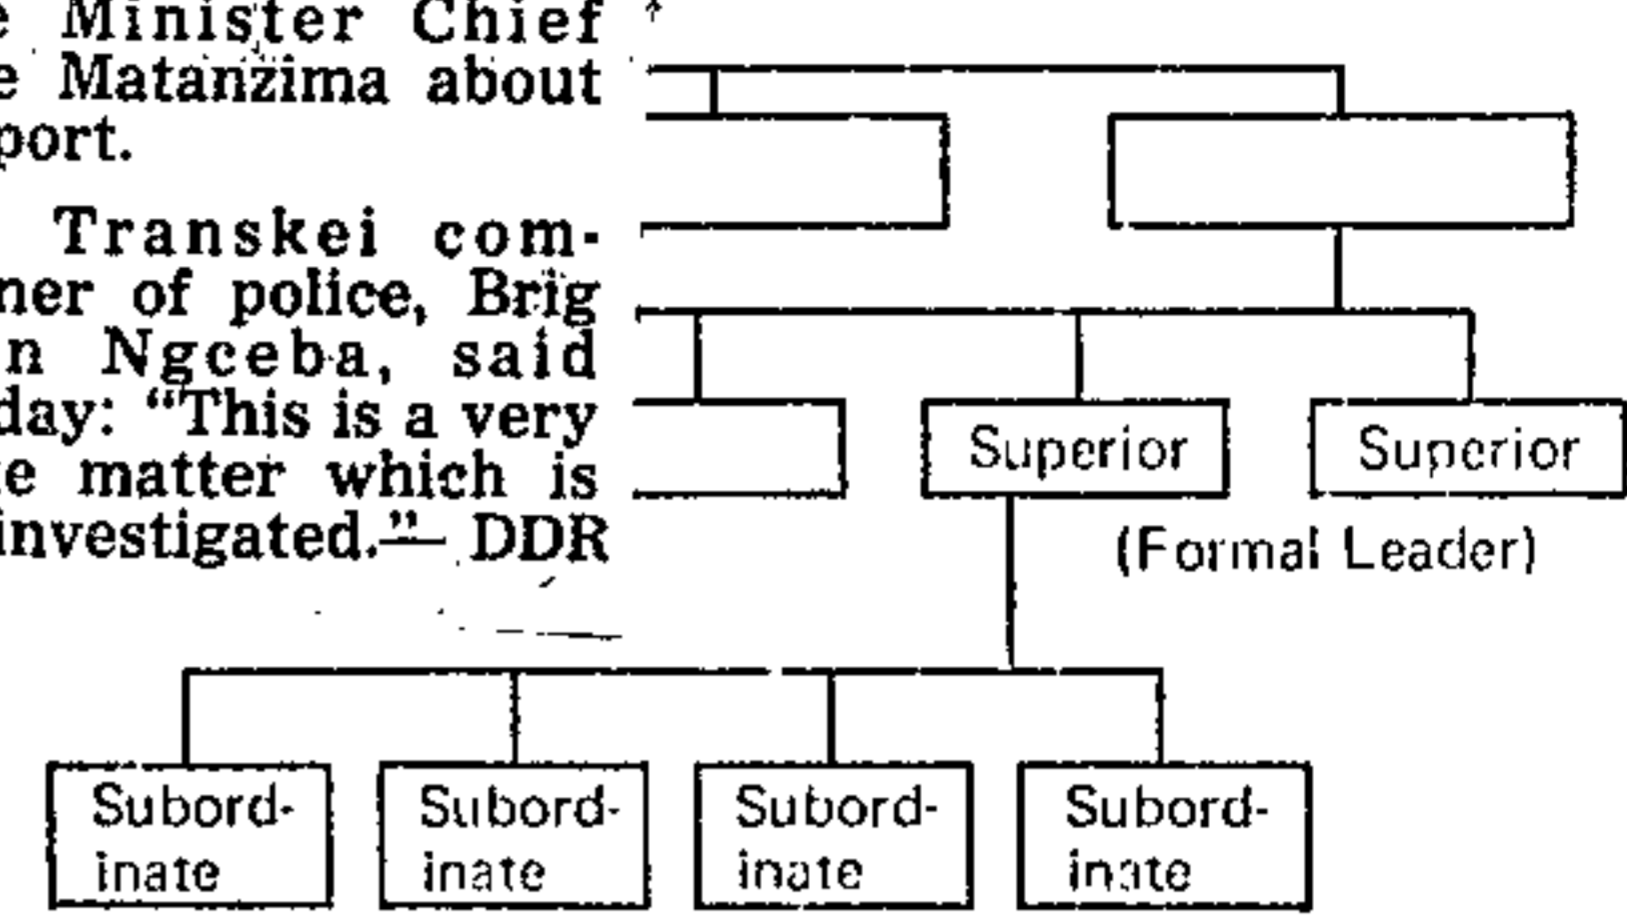 Minister Chief
Matanzima about
port.
Transkei com-
ner of police, Brig
n Ngceba, said
day: “This is a very
e matter which is
investigated.”— DDR
Superior
Superior
(Formal Leader)
Subord-
inate
Subord-
inate
Subord-
inate
Subord-
inate